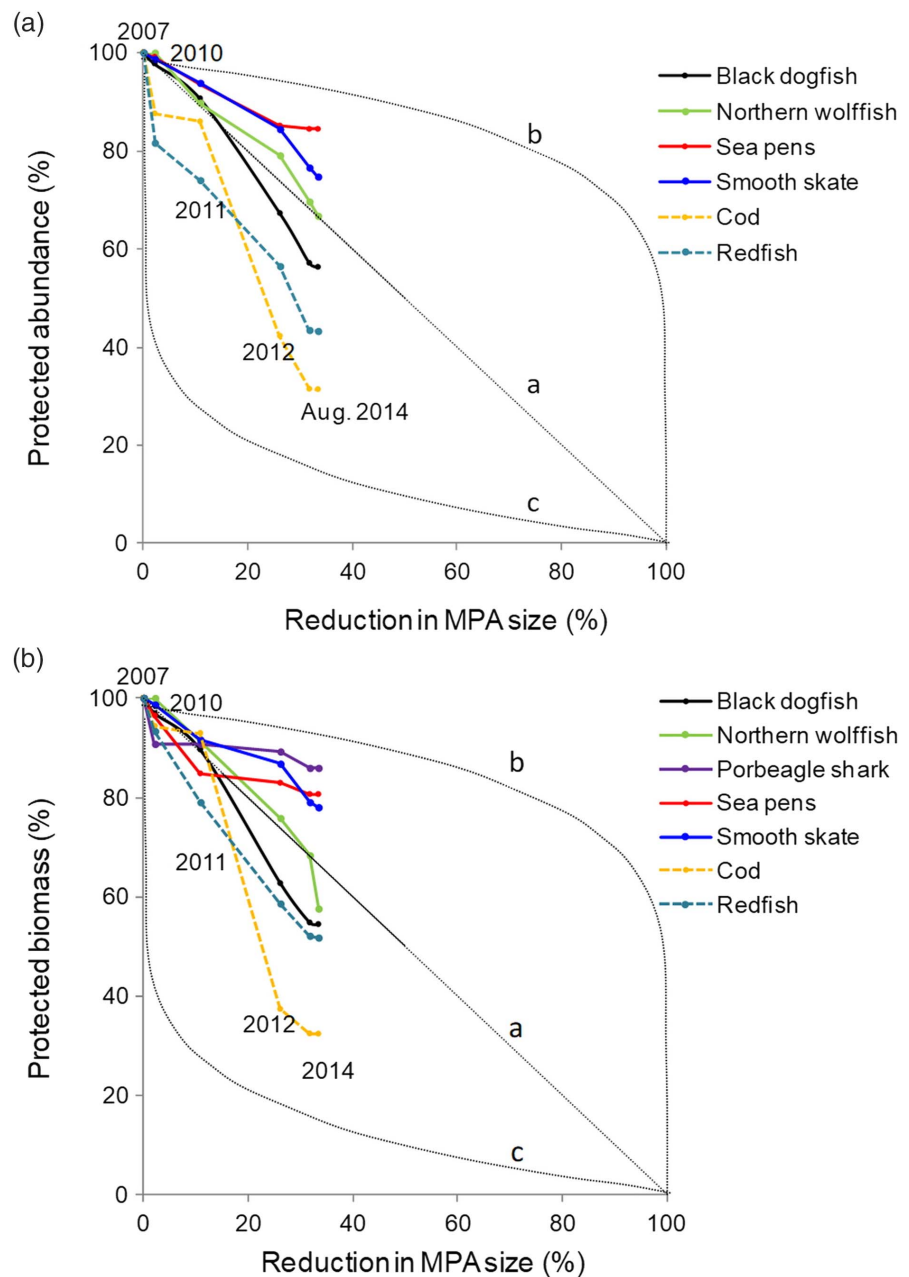 (a)
2007
100
2010
80
60
40
20
0
Protected abundance (%)
b
2011
2012
a
Aug. 2014
c
0 20 40 60 80 100
Reduction in MPA size (%)
Black dogfish
Northern wolffish
Sea pens
Smooth skate
Cod
Redfish
(b)
2007
100
2010
80
60
40
20
0
Protected biomass (%)
b
2011
2012
a
2014
c
0 20 40 60 80 100
Reduction in MPA size (%)
Black dogfish
Northern wolffish
Porbeagle shark
Sea pens
Smooth skate
Cod
Redfish